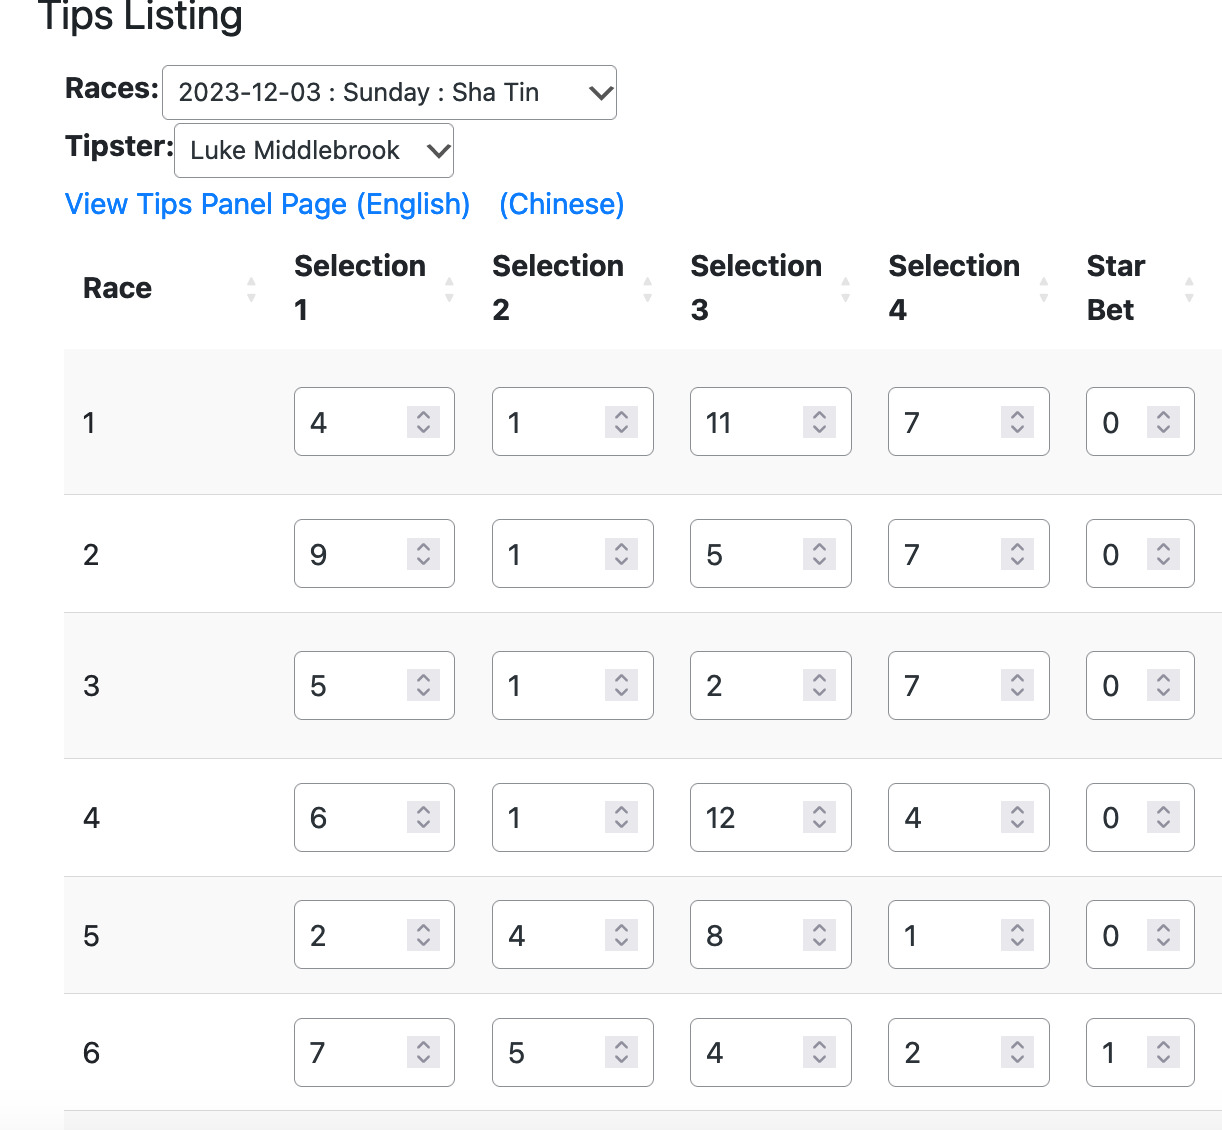 Tips Listing
Races: 2023-12-03 : Sunday : Sha Tin
Tipster: Luke Middlebrook
View Tips Panel Page (English) (Chinese)
Race Selection 1 Selection 2 Selection 3 Selection 4 Star Bet
1 4 1 11 7 0
2 9 1 5 7 0
3 5 1 2 7 0
4 6 1 12 4 0
5 2 4 8 1 0
6 7 5 4 2 1